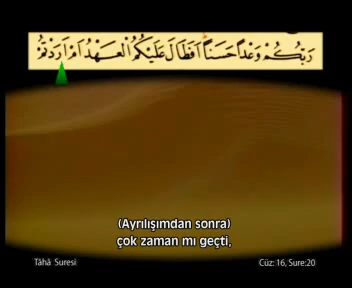 رَبُّكُمْ وَعْدًا حَسَنًا اَفَطَالَ عَلَيْكُمُ الْعَهْدُ اَمْ اَرَدْتُمْ
(Ayrılışımdan sonra)
çok zaman mı geçti,
Tâhâ Suresi
Cüz: 16, Sure:20